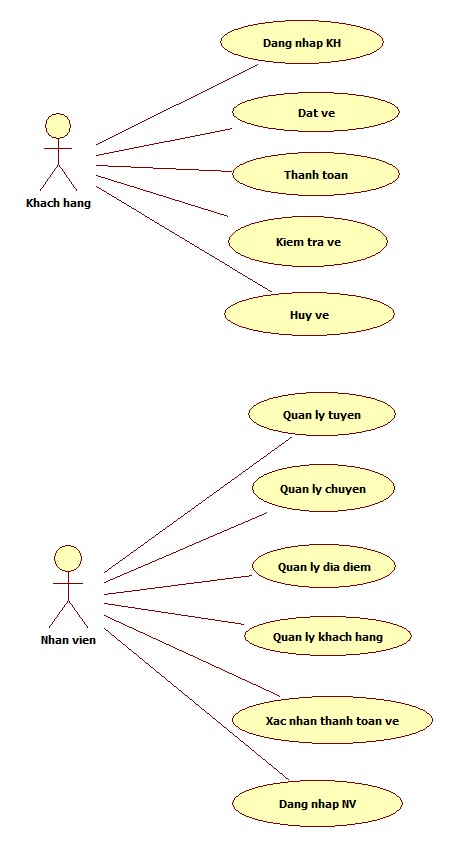 Dang nhap KH
Dat ve
Thanh toan
Khach hang
Kiem tra ve
Huy ve
Quan ly tuyen
Quan ly chuyen
Quan ly dia diem
Nhan vien
Quan ly khach hang
Xac nhan thanh toan ve
Dang nhap NV